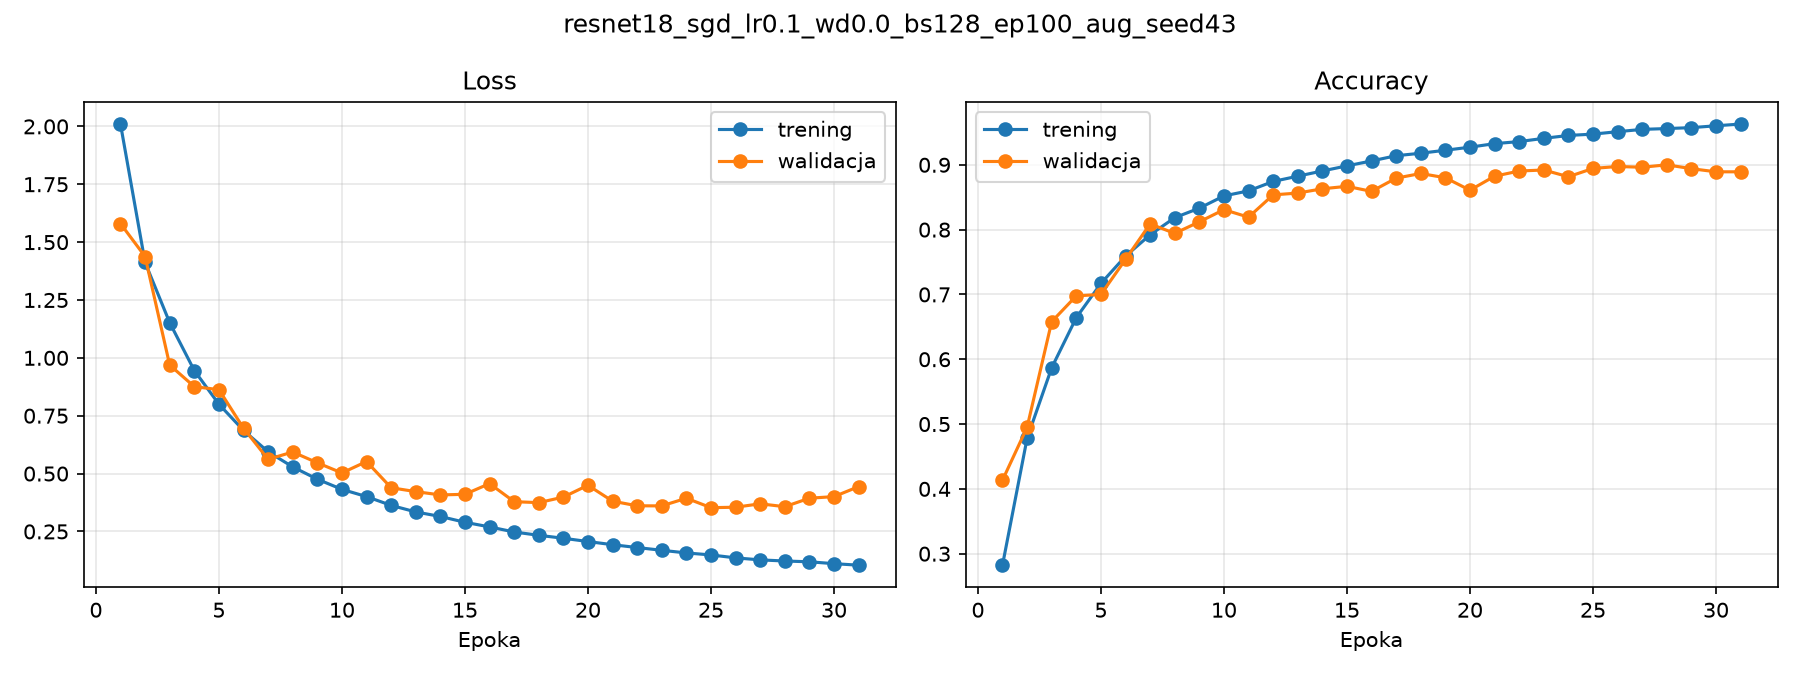 resnet18_sgd_lr0.1_wd0.0_bs128_ep100_aug_seed43
Loss
2.00
1.75
1.50
1.25
1.00
0.75
0.50
0.25
trening
walidacja
0 5 10 15 20 25 30
Epoka
Accuracy
0.9
0.8
0.7
0.6
0.5
0.4
0.3
trening
walidacja
0 5 10 15 20 25 30
Epoka